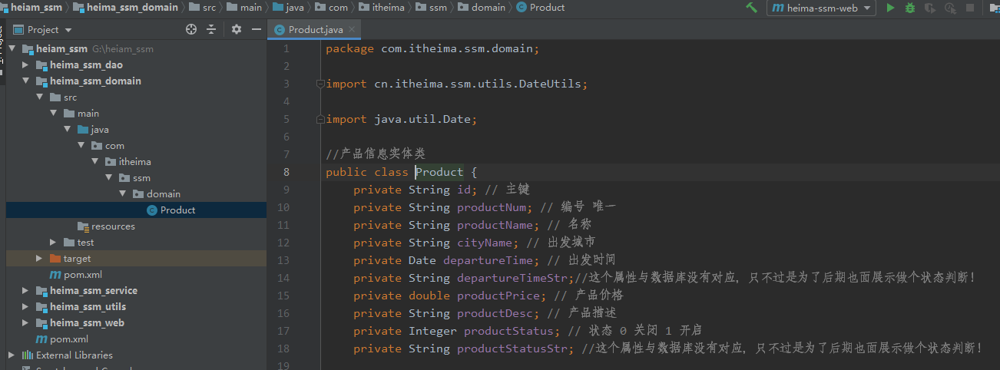 heiam_ssm heima_ssm_domain src main java com itheima ssm domain Product heima-ssm-web
Project
Product.java
heiam_ssm G:\heiam_ssm
heima_ssm_dao
heima_ssm_domain
src
main
java
com
itheima
ssm
domain
Product
resources
test
target
pom.xml
heima_ssm_service
heima_ssm_utils
heima_ssm_web
pom.xml
External Libraries
1 package com.itheima.ssm.domain;
2
3 import cn.itheima.ssm.utils.DateUtils;
4
5 import java.util.Date;
6
7 //产品信息实体类
8 public class Product {
9 private String id; // 主键
10 private String productNum; // 编号 唯一
11 private String productName; // 名称
12 private String cityName; // 出发城市
13 private Date departureTime; // 出发时间
14 private String departureTimeStr;//这个属性与数据库没有对应，只不过是为了后期也面展示做个状态判断！
15 private double productPrice; // 产品价格
16 private String productDesc; // 产品描述
17 private Integer productStatus; // 状态 0 关闭 1 开启
18 private String productStatusStr; //这个属性与数据库没有对应，只不过是为了后期也面展示做个状态判断！
19